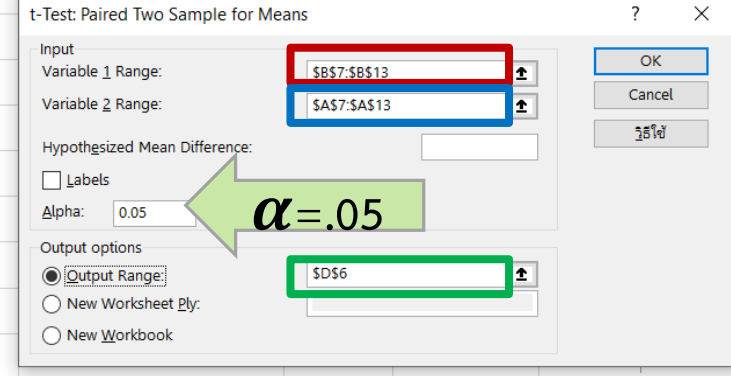 t-Test: Paired Two Sample for Means
?
Input
Variable 1 Range:
$B$7:$B$13
Variable 2 Range:
$A$7:$A$13
Hypothesized Mean Difference:
Labels
Alpha:
0.05
α=.05
OK
Cancel
วิธีใช้
Output options
Output Range:
$D$6
New Worksheet Ply:
New Workbook